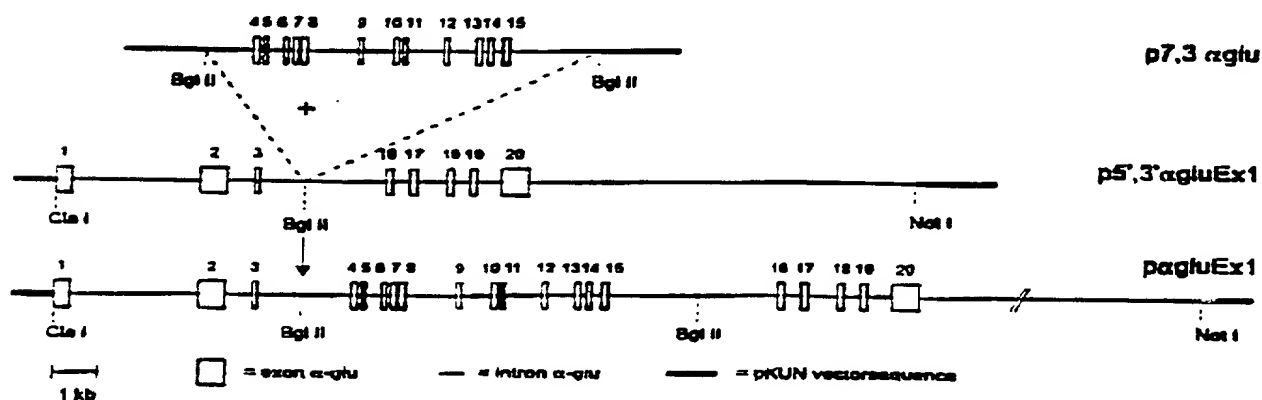 4 5 6 7 8 9 10 11 12 13 14 15
p7,3 αglu
Bgl II Bgl II
+
1 2 3 16 17 18 19 20
p5',3'αgluEx1
Cla I Bgl II Not I
1 2 3 4 5 6 7 8 9 10 11 12 13 14 15 16 17 18 19 20
pαgluEx1
Cla I Bgl II Bgl II Not I
= exon α-glu = intron α-glu = pKUN vectorsequence
1 kb